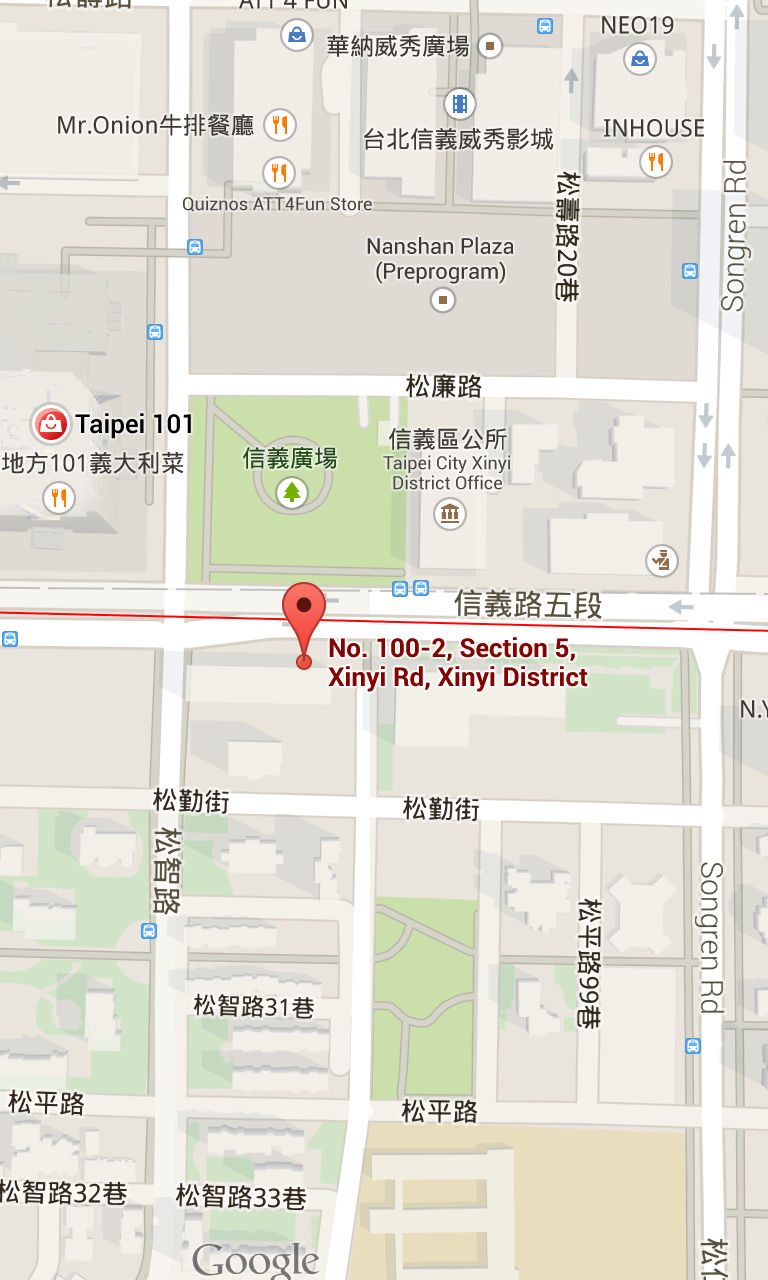 ATT 4 FUN
NEO19
華納威秀廣場
Mr.Onion牛排餐廳
台北信義威秀影城
INHOUSE
Quiznos ATT4Fun Store
松壽路20巷
Songren Rd
Nanshan Plaza
(Preprogram)
松廉路
Taipei 101
地方101義大利菜
信義廣場
信義區公所
Taipei City Xinyi
District Office
信義路五段
No. 100-2, Section 5,
Xinyi Rd, Xinyi District
N.Y
松勤街
松勤街
松智路
Songren Rd
松平路99巷
松智路31巷
松平路
松平路
松智路32巷
松智路33巷
Google